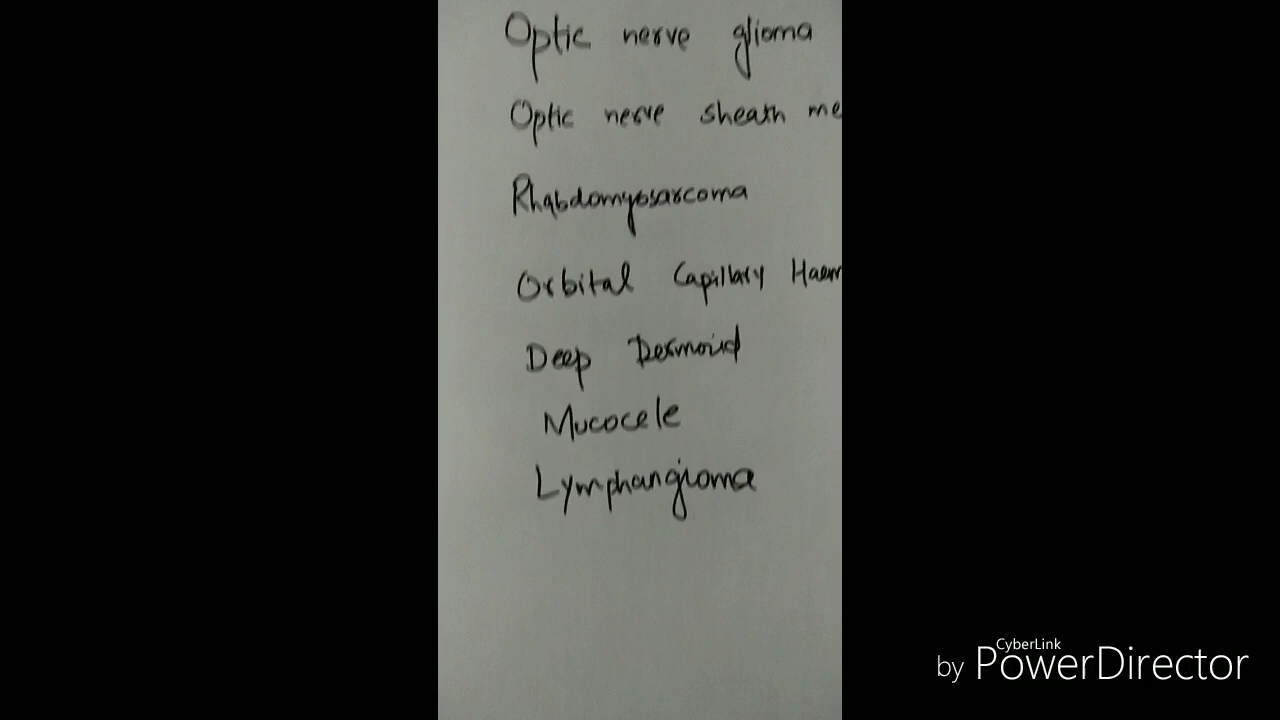 Optic nerve glioma
Optic nerve sheath me
Rhabdomyosarcoma
Orbital Capillary Haem
Deep Dermoid
Mucocele
Lymphangioma
CyberLink
by PowerDirector